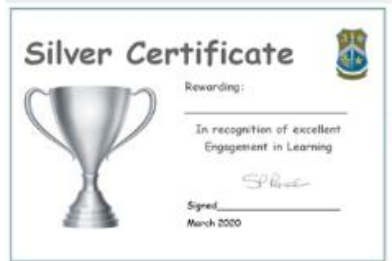 Silver Certificate
Rewarding:
In recognition of excellent
Engagement in Learning
Signed
March 2020